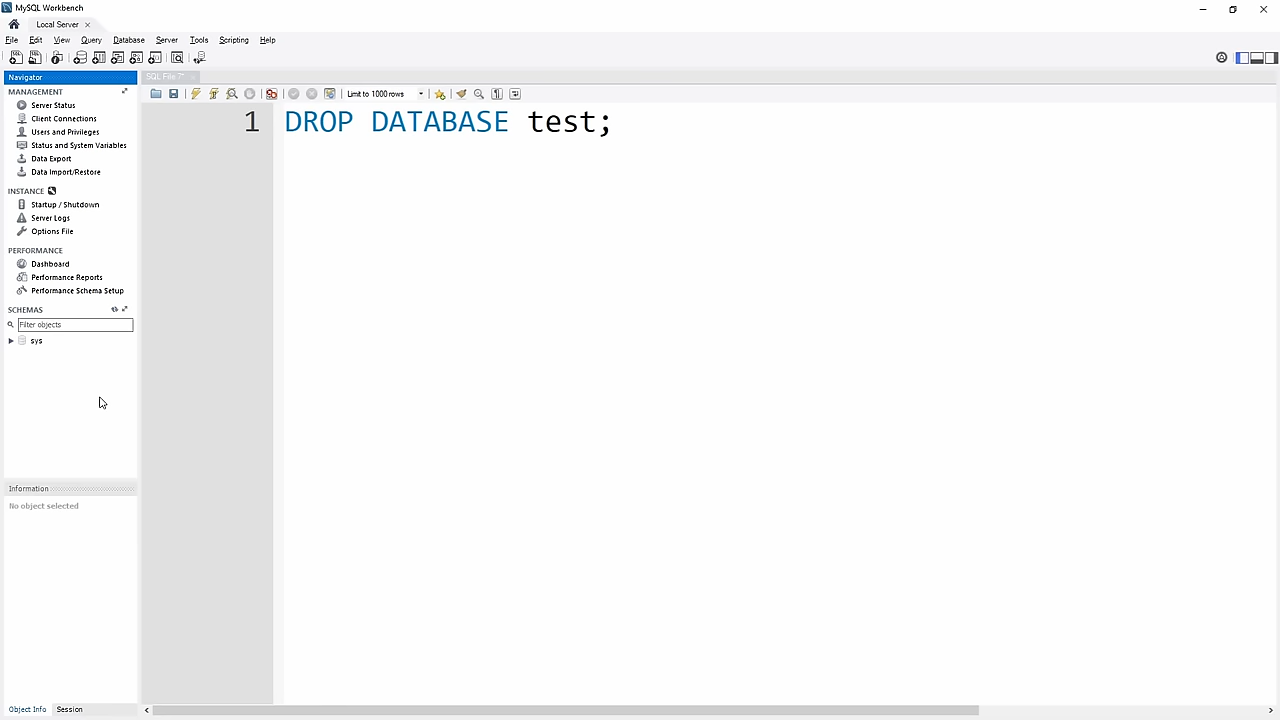 MySQL Workbench
Local Server
File Edit View Query Database Server Tools Scripting Help
Navigator
SQL File 7*
MANAGEMENT
Limit to 1000 rows
Server Status
Client Connections
Users and Privileges
Status and System Variables
Data Export
Data Import/Restore
INSTANCE
Startup / Shutdown
Server Logs
Options File
PERFORMANCE
Dashboard
Performance Reports
Performance Schema Setup
SCHEMAS
Filter objects
sys
1 DROP DATABASE test;
Information
No object selected
Object Info Session